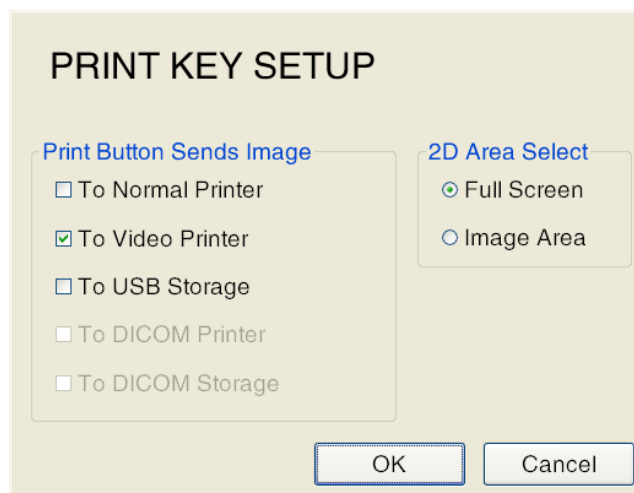 PRINT KEY SETUP
Print Button Sends Image
To Normal Printer
To Video Printer
To USB Storage
To DICOM Printer
To DICOM Storage
2D Area Select
Full Screen
Image Area
OK
Cancel